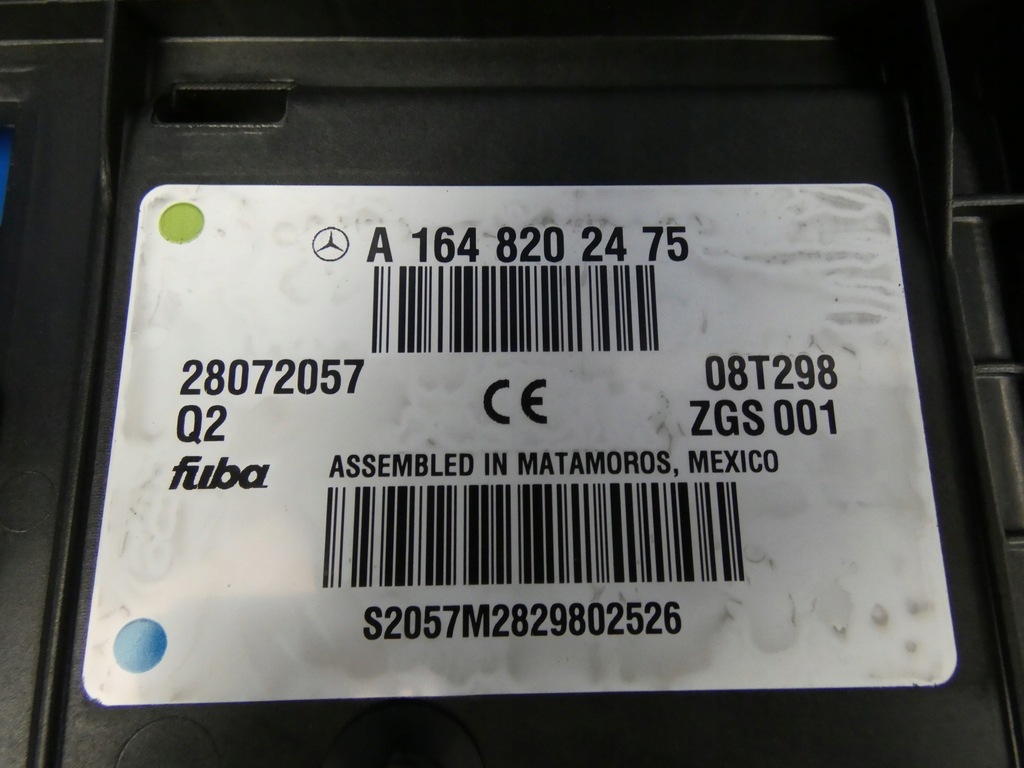 A 164 820 24 75
28072057
08T298
CE
Q2
ZGS 001
fuba
ASSEMBLED IN MATAMOROS, MEXICO
S2057M2829802526